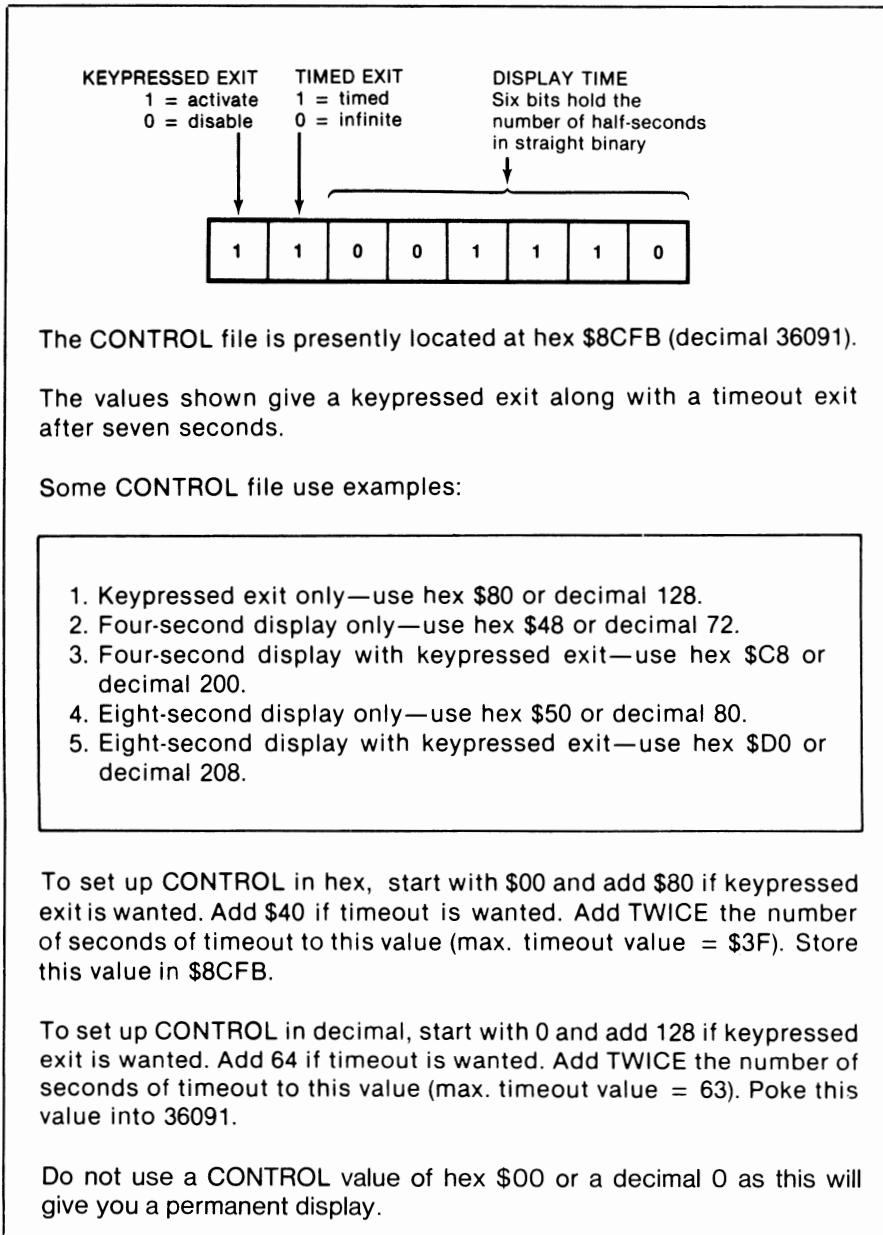 KEYPRESSED EXIT
1 = activate
0 = disable
TIMED EXIT
1 = timed
0 = infinite
DISPLAY TIME
Six bits hold the
number of half-seconds
in straight binary
1 1 0 0 1 1 1 0
The CONTROL file is presently located at hex $8CFB (decimal 36091).
The values shown give a keypressed exit along with a timeout exit
after seven seconds.
Some CONTROL file use examples:
1. Keypressed exit only—use hex $80 or decimal 128.
2. Four-second display only—use hex $48 or decimal 72.
3. Four-second display with keypressed exit—use hex $C8 or
decimal 200.
4. Eight-second display only—use hex $50 or decimal 80.
5. Eight-second display with keypressed exit—use hex $D0 or
decimal 208.
To set up CONTROL in hex, start with $00 and add $80 if keypressed
exit is wanted. Add $40 if timeout is wanted. Add TWICE the number
of seconds of timeout to this value (max. timeout value = $3F). Store
this value in $8CFB.
To set up CONTROL in decimal, start with 0 and add 128 if keypressed
exit is wanted. Add 64 if timeout is wanted. Add TWICE the number of
seconds of timeout to this value (max. timeout value = 63). Poke this
value into 36091.
Do not use a CONTROL value of hex $00 or a decimal 0 as this will
give you a permanent display.